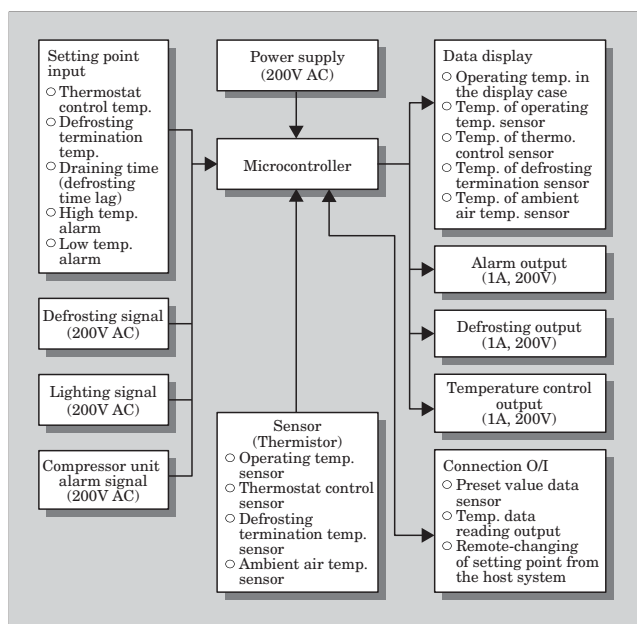 Setting point
input
○ Thermostat
control temp.
○ Defrosting
termination
temp.
○ Draining time
(defrosting
time lag)
○ High temp.
alarm
○ Low temp.
alarm
Defrosting signal
(200V AC)
Lighting signal
(200V AC)
Compressor unit
alarm signal
(200V AC)
Power supply
(200V AC)
Microcontroller
Sensor
(Thermistor)
○ Operating temp.
sensor
○ Thermostat control
sensor
○ Defrosting
termination temp.
sensor
○ Ambient air temp.
sensor
Data display
○ Operating temp. in
the display case
○ Temp. of operating
temp. sensor
○ Temp. of thermo.
control sensor
○ Temp. of defrosting
termination sensor
○ Temp. of ambient
air temp. sensor
Alarm output
(1A, 200V)
Defrosting output
(1A, 200V)
Temperature control
output
(1A, 200V)
Connection O/I
○ Preset value data
sensor
○ Temp. data
reading output
○ Remote-changing
of setting point from
the host system